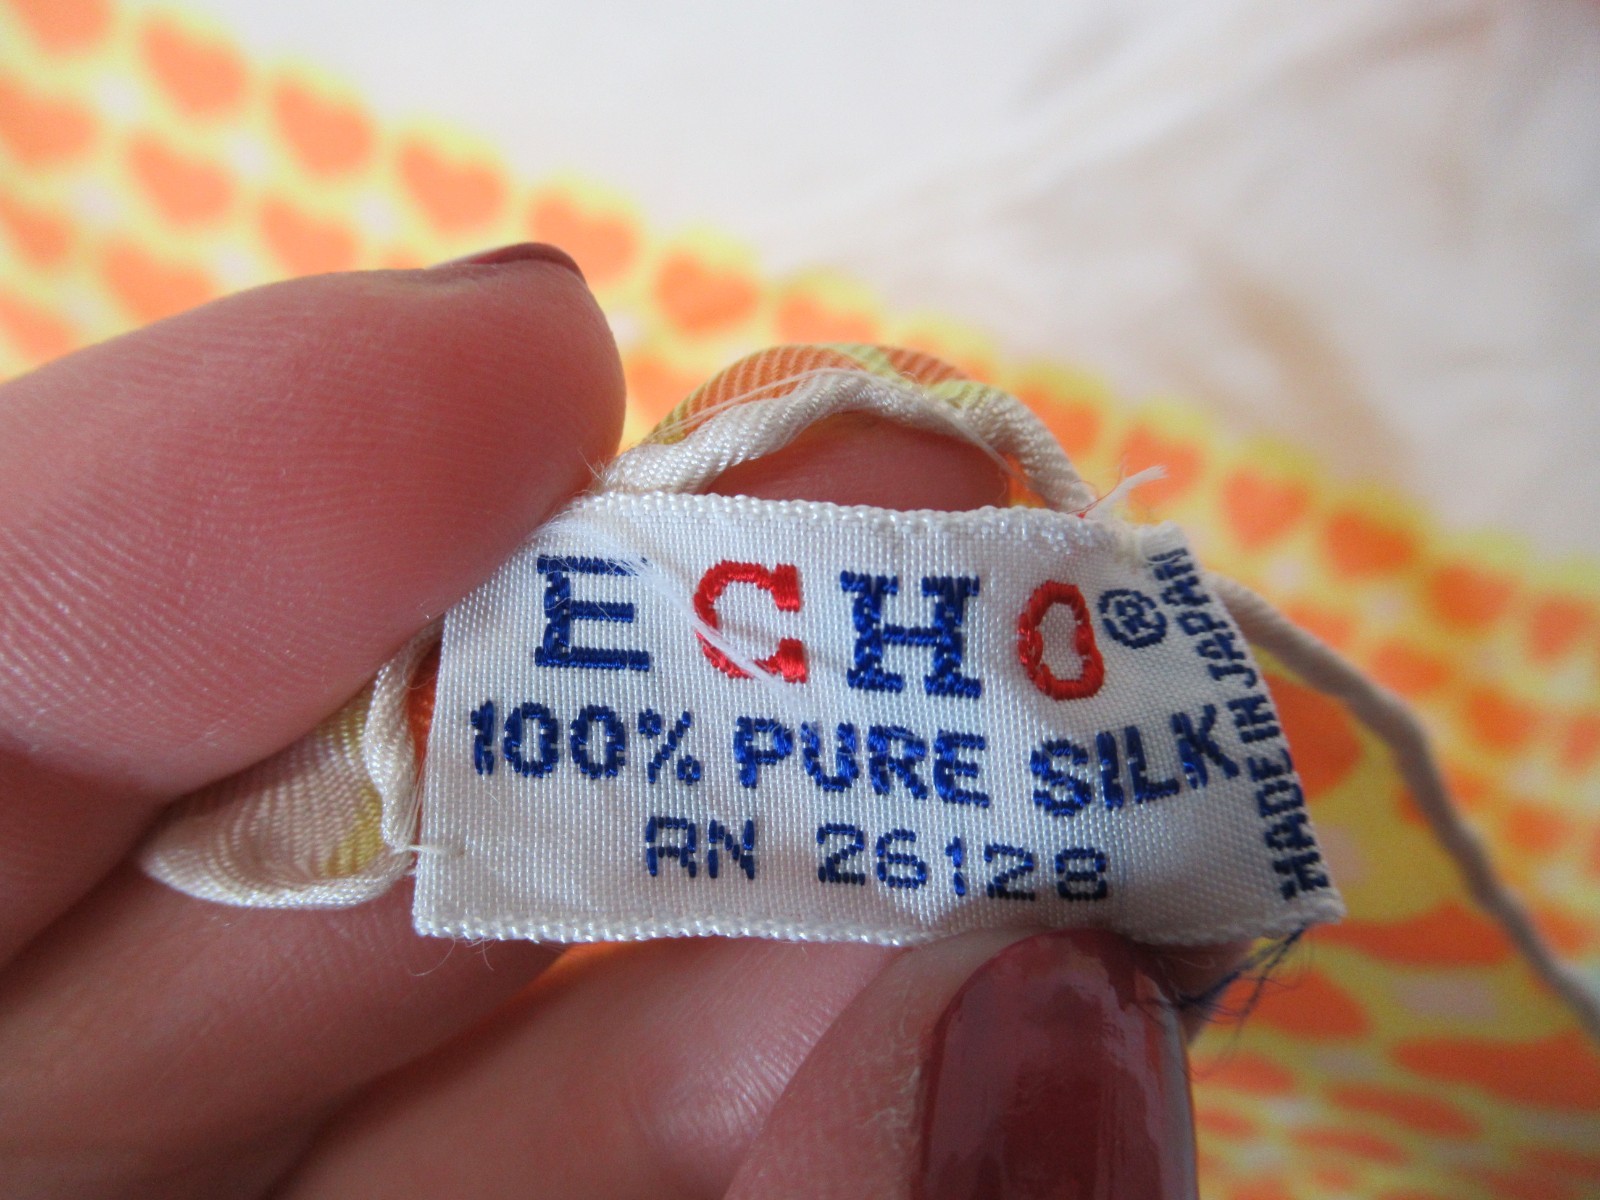 ECHO®
100% PURE SILK
RN 26128
MADE IN JAPAN